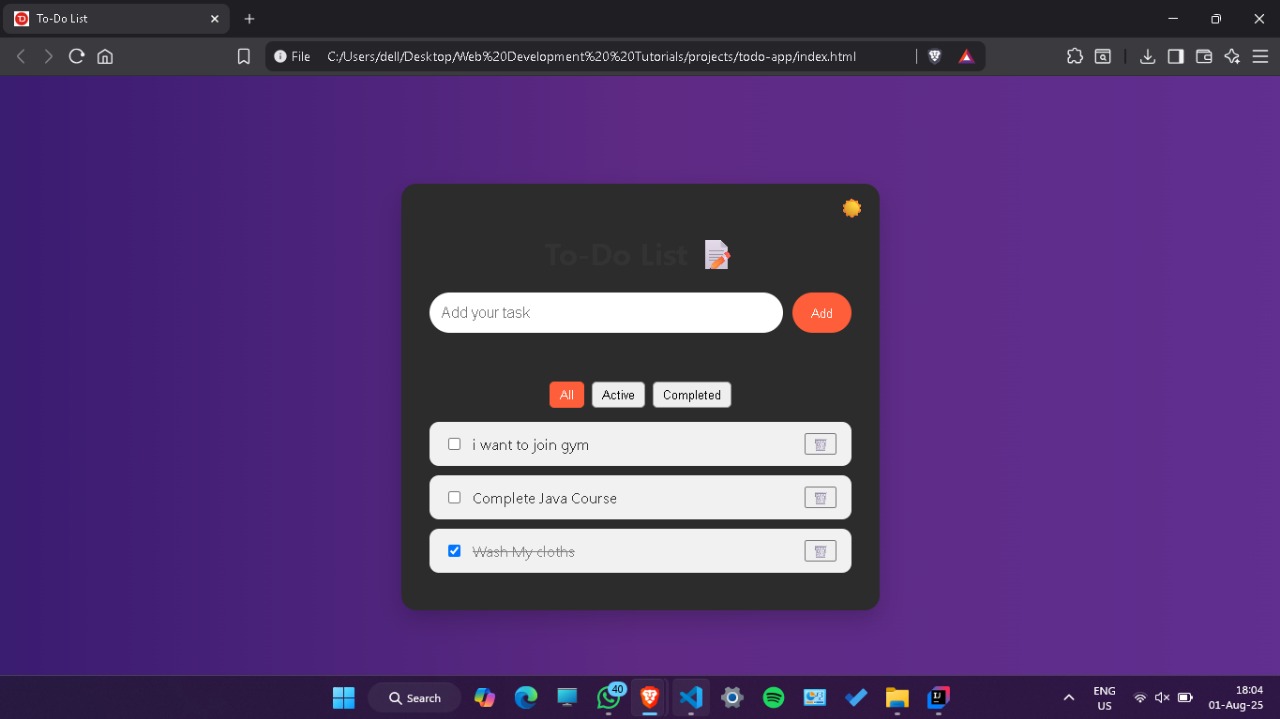 To-Do List
File C:/Users/dell/Desktop/Web%20Development%20%20Tutorials/projects/todo-app/index.html
To-Do List
Add your task
Add
All Active Completed
i want to join gym
Complete Java Course
Wash My cloths
Search
40
ENG
US
18:04
01-Aug-25